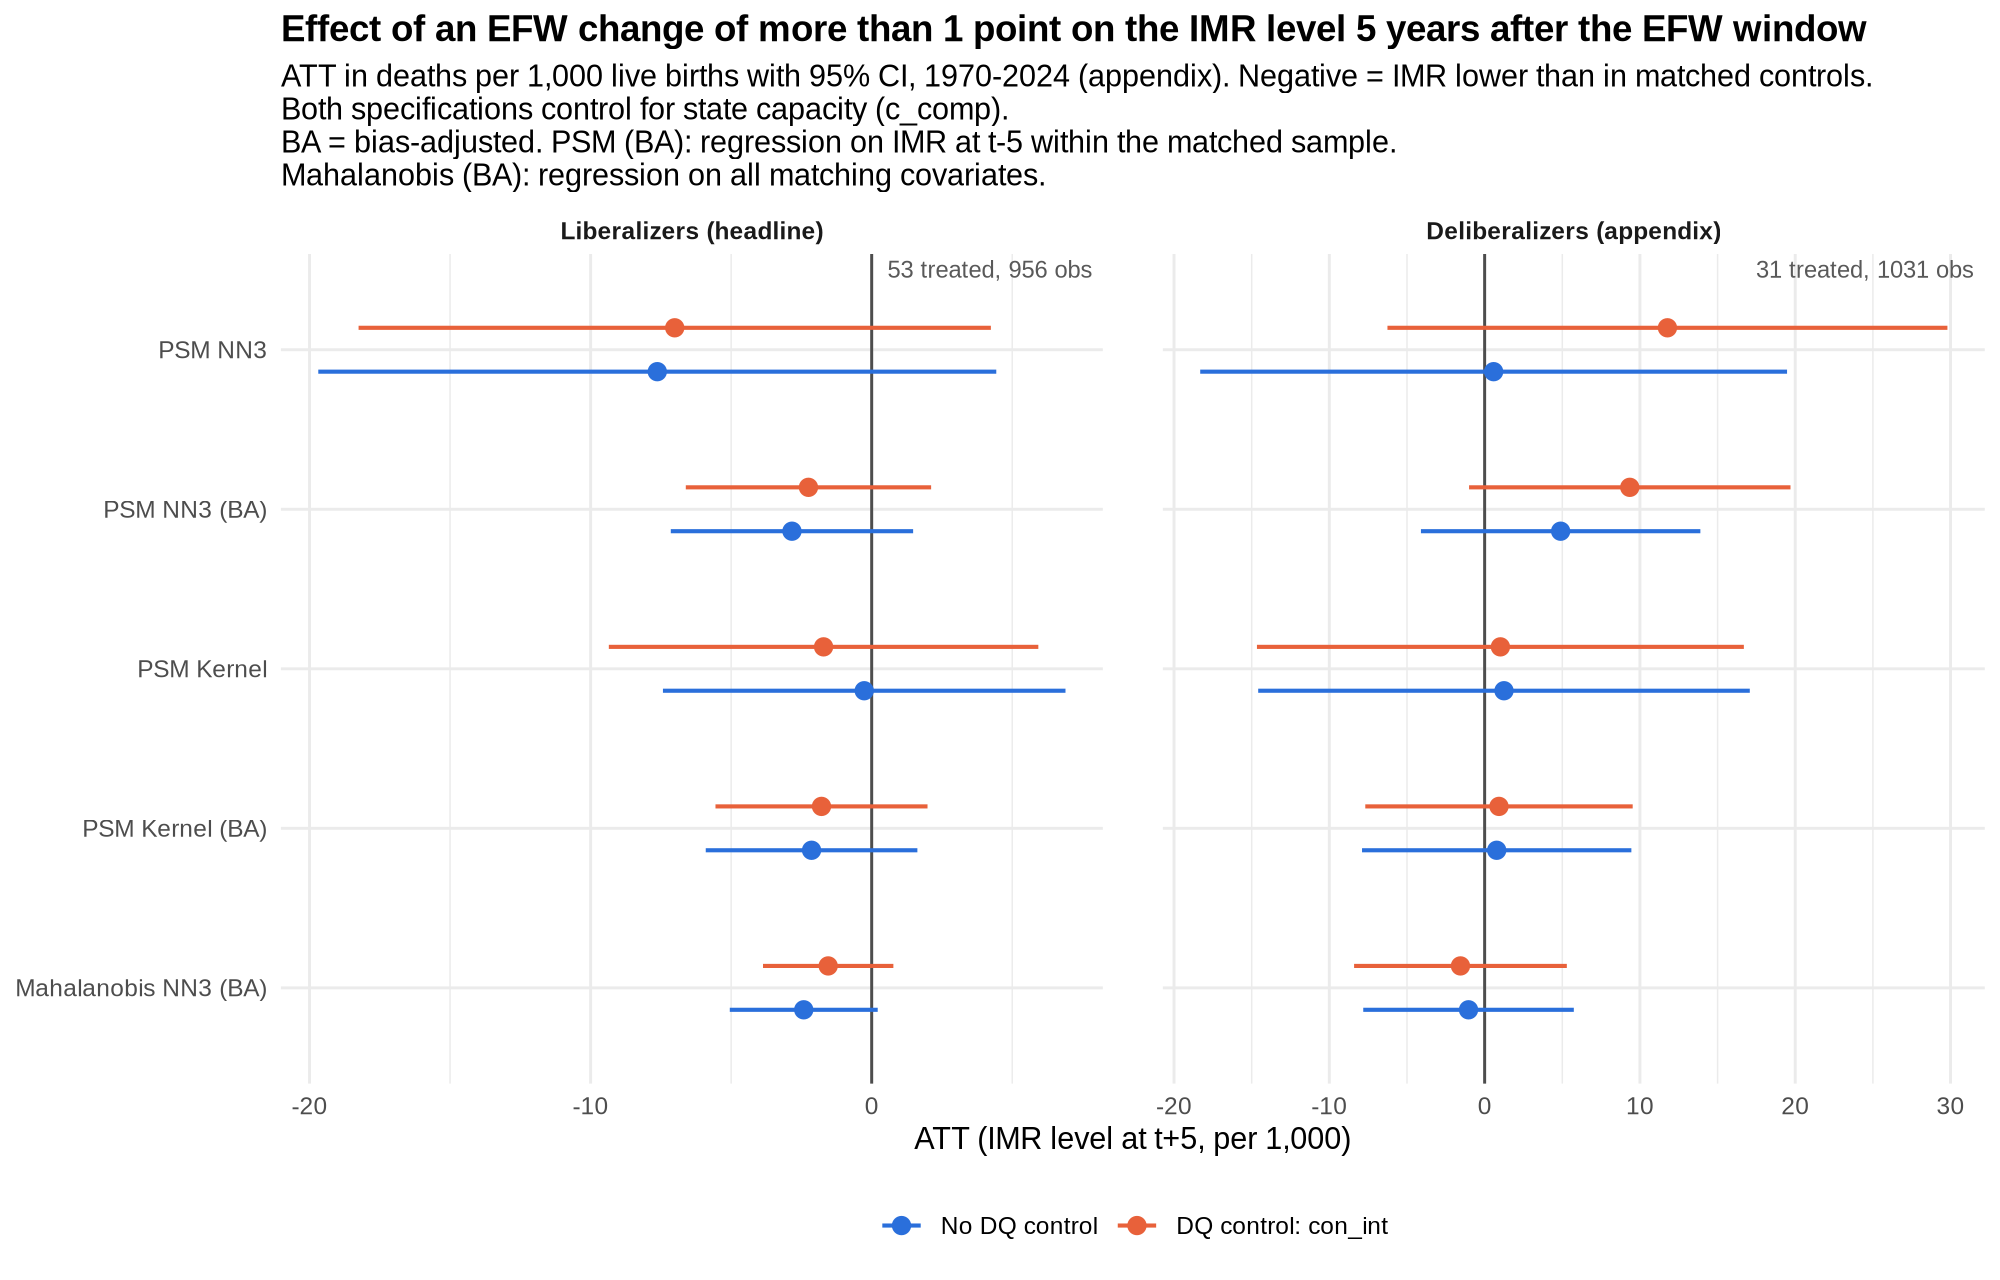 Effect of an EFW change of more than 1 point on the IMR level 5 years after the EFW window
ATT in deaths per 1,000 live births with 95% CI, 1970-2024 (appendix). Negative = IMR lower than in matched controls.
Both specifications control for state capacity (c_comp).
BA = bias-adjusted. PSM (BA): regression on IMR at t-5 within the matched sample.
Mahalanobis (BA): regression on all matching covariates.
Liberalizers (headline)
Deliberalizers (appendix)
53 treated, 956 obs
31 treated, 1031 obs
PSM NN3
PSM NN3 (BA)
PSM Kernel
PSM Kernel (BA)
Mahalanobis NN3 (BA)
-20 -10 0
-20 -10 0 10 20 30
ATT (IMR level at t+5, per 1,000)
No DQ control
DQ control: con_int